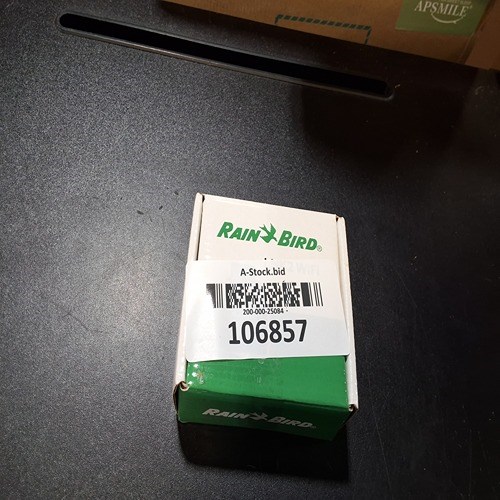 APSMILE
RAIN BIRD®
A-Stock.bid
200-000-25084
106857
RAIN BIRD